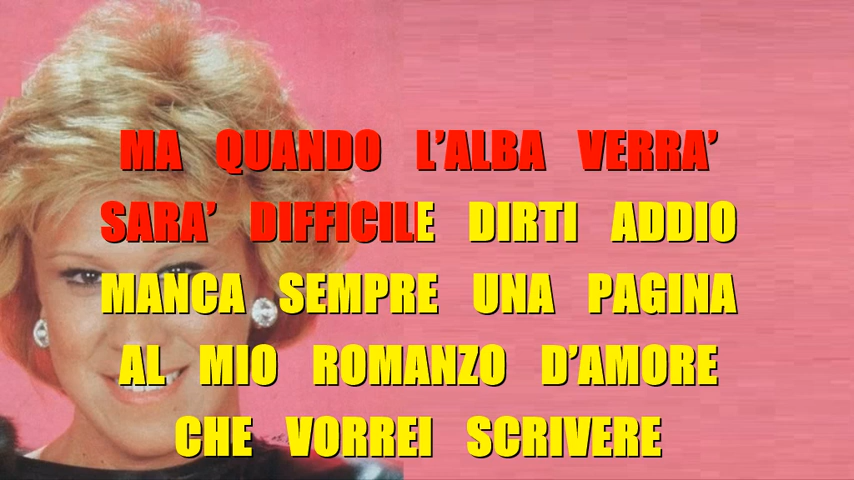 MA QUANDO L'ALBA VERRA'
SARA' DIFFICILE DIRTI ADDIO
MANCA SEMPRE UNA PAGINA
AL MIO ROMANZO D'AMORE
CHE VORREI SCRIVERE